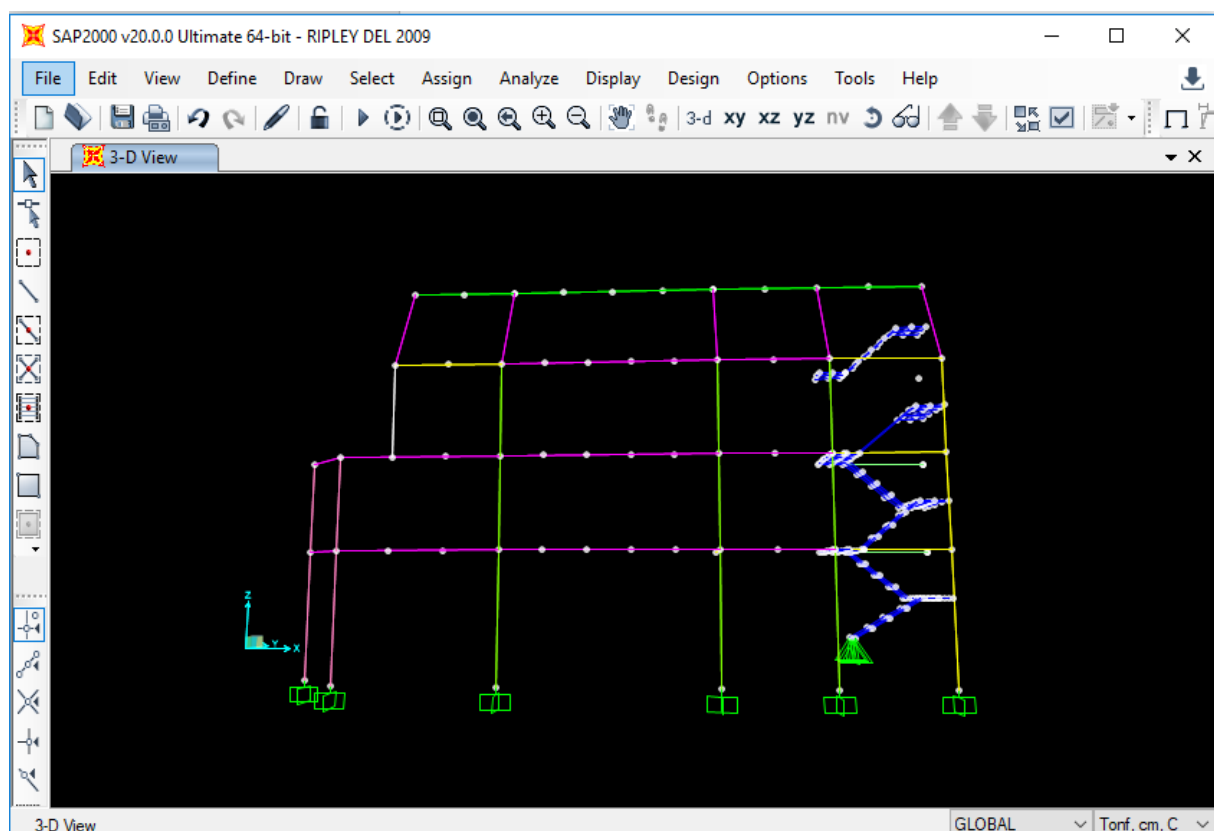 SAP2000 v20.0.0 Ultimate 64-bit - RIPLEY DEL 2009
File Edit View Define Draw Select Assign Analyze Display Design Options Tools Help
3-d xy xz yz nv
3-D View
Z
Y
X
3-D View GLOBAL Tonf, cm, C